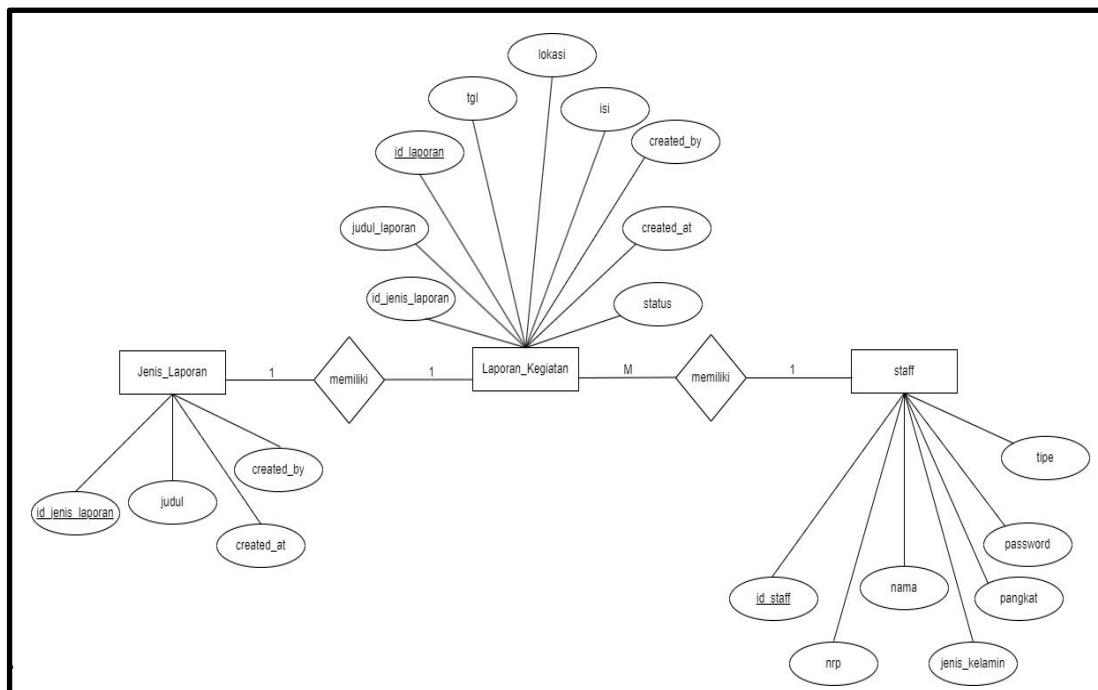 lokasi
tgl
isi
id_laporan
created_by
judul_laporan
created_at
id_jenis_laporan
status
Jenis_Laporan
1
memiliki
1
Laporan_Kegiatan
M
memiliki
1
staff
created_by
tipe
id_jenis_laporan
judul
created_at
password
id_staff
nama
pangkat
nrp
jenis_kelamin